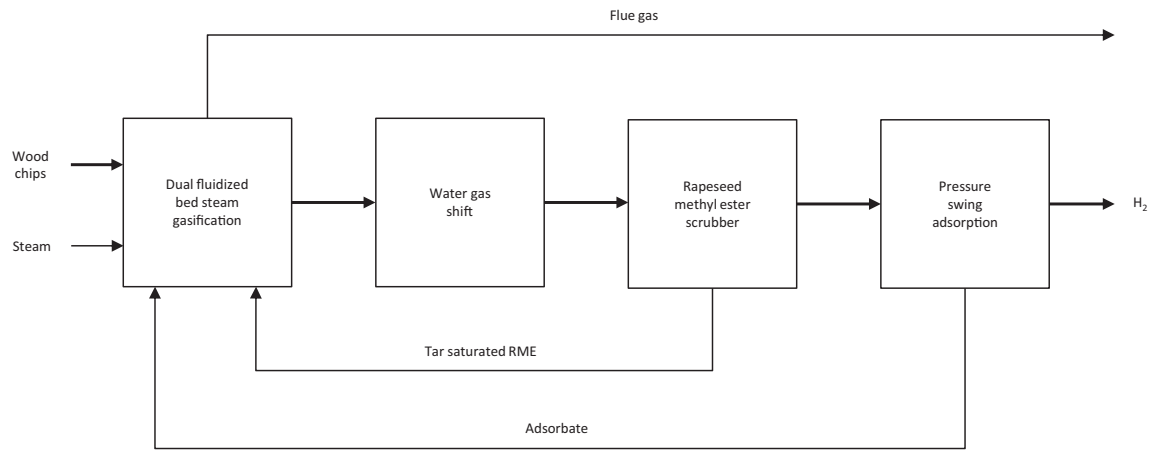 Flue gas
Wood
chips
Steam
Dual fluidized
bed steam
gasification
Water gas
shift
Rapeseed
methyl ester
scrubber
Pressure
swing
adsorption
H₂
Tar saturated RME
Adsorbate